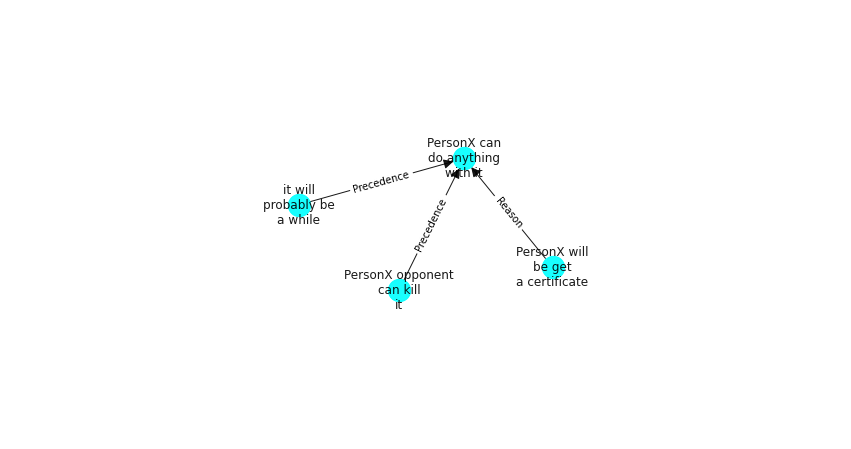 PersonX can
do anything
with it
Precedence
it will
probably be
a while
Precedence
Reason
PersonX will
be get
a certificate
PersonX opponent
can kill
it